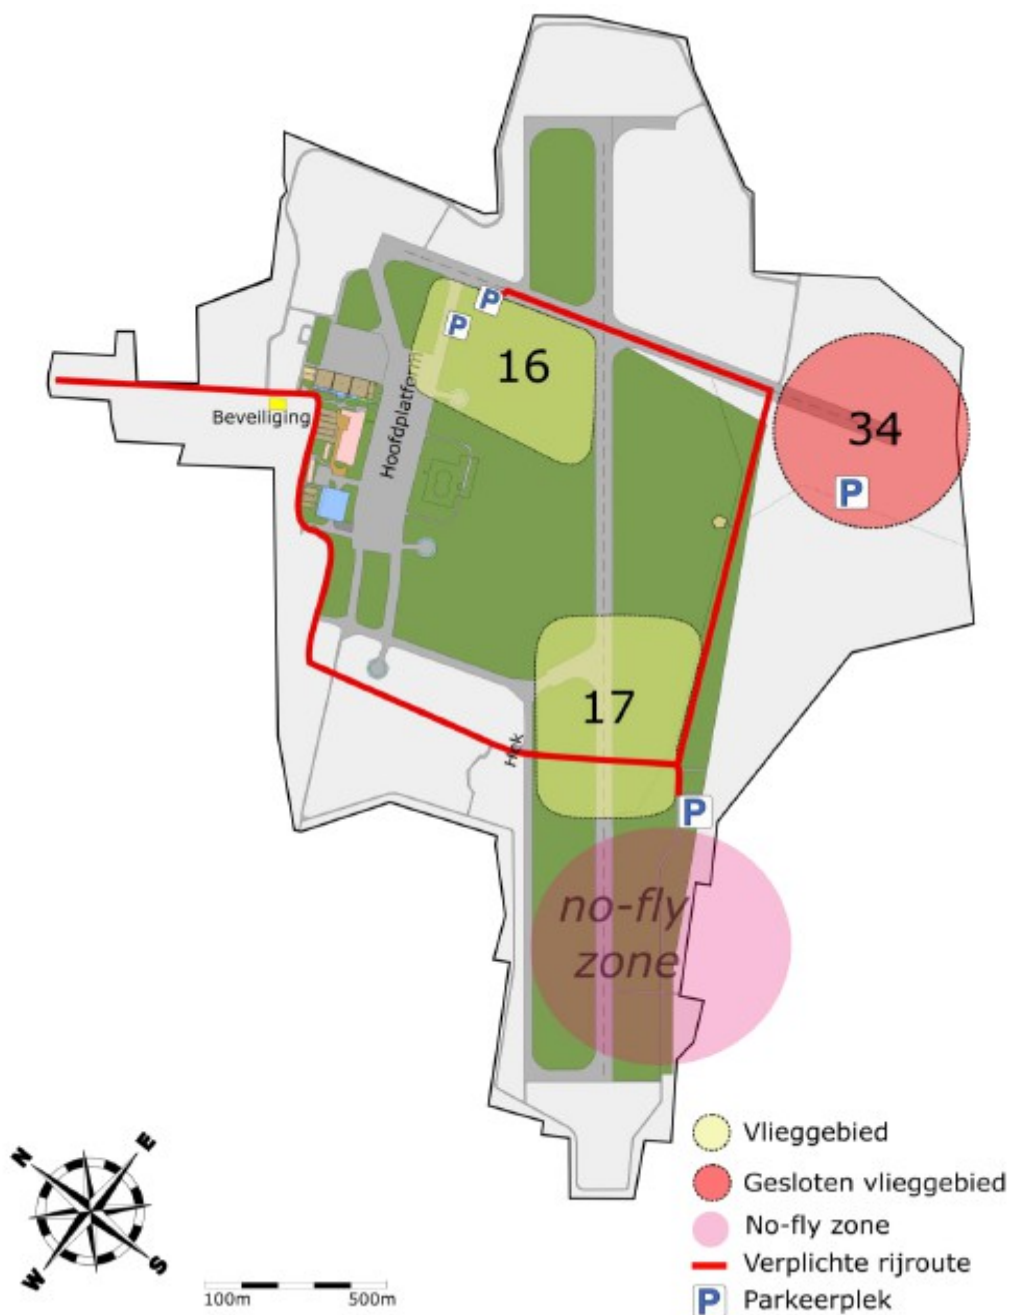 P
P
16
34
P
Beveiliging
Hoofdplatform
17
Hek
P
no-fly
zone
N
E
W
S
100m 500m
Vlieggebied
Gesloten vlieggebied
No-fly zone
Verplichte rijroute
P Parkeerplek